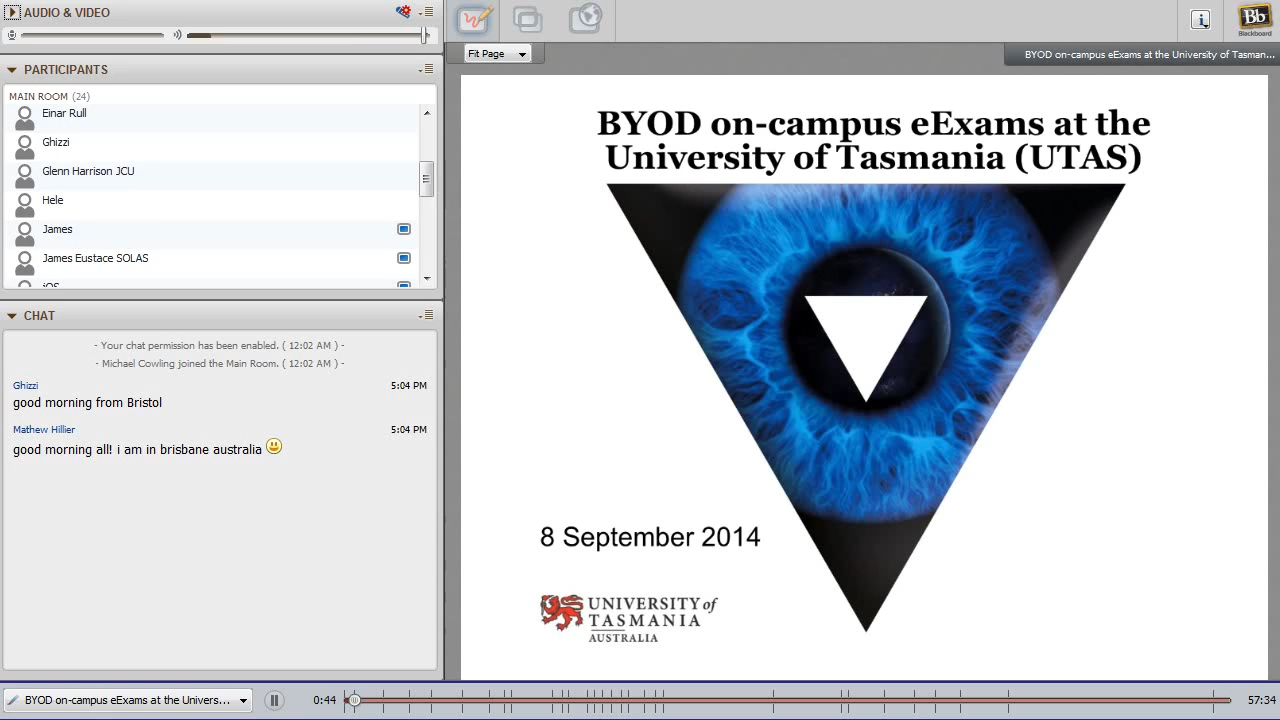 AUDIO & VIDEO
PARTICIPANTS
MAIN ROOM (24)
Einar Rull
Ghizzi
Glenn Harrison JCU
Hele
James
James Eustace SOLAS
iOS
CHAT
- Your chat permission has been enabled. ( 12:02 AM ) -
- Michael Cowling joined the Main Room. ( 12:02 AM ) -
Ghizzi 5:04 PM
good morning from Bristol
Mathew Hillier 5:04 PM
good morning all! i am in brisbane australia
BYOD on-campus eExams at the Univers...
0:44
57:34
Fit Page
i
Bb
Blackboard
BYOD on-campus eExams at the University of Tasman...
BYOD on-campus eExams at the
University of Tasmania (UTAS)
8 September 2014
UNIVERSITY of
TASMANIA
AUSTRALIA